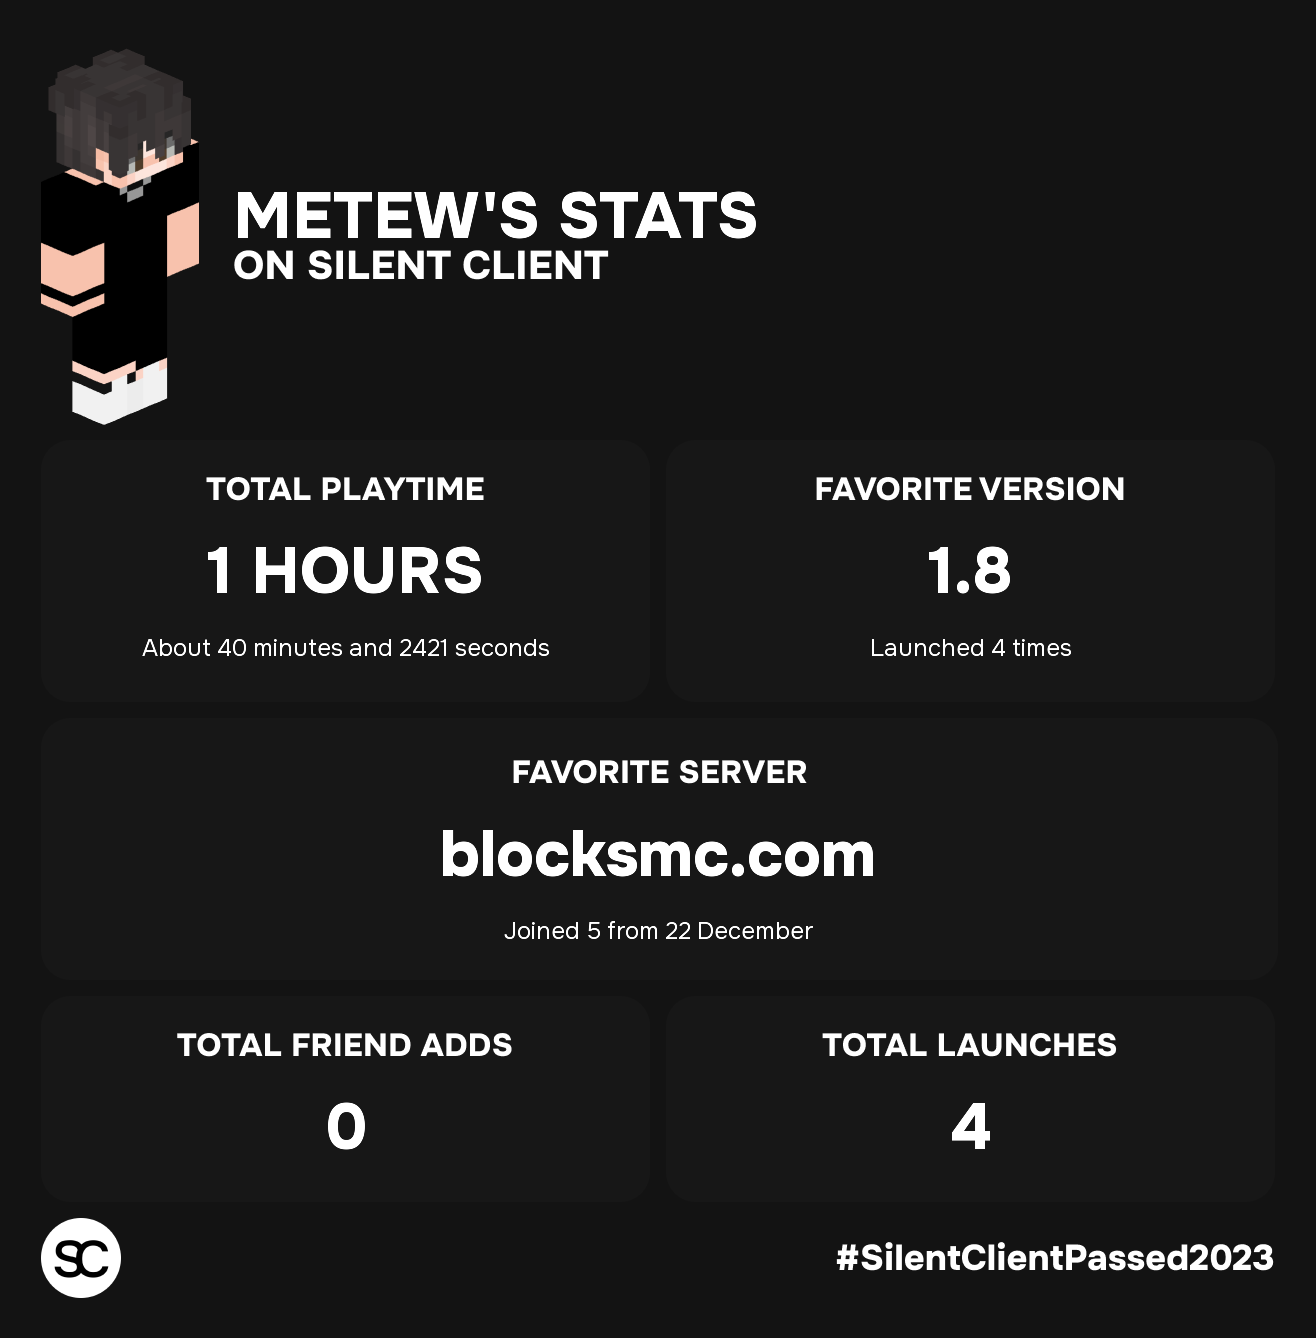 METEW'S STATS
ON SILENT CLIENT
TOTAL PLAYTIME
1 HOURS
About 40 minutes and 2421 seconds
FAVORITE VERSION
1.8
Launched 4 times
FAVORITE SERVER
blocksmc.com
Joined 5 from 22 December
TOTAL FRIEND ADDS
0
TOTAL LAUNCHES
4
SC
#SilentClientPassed2023